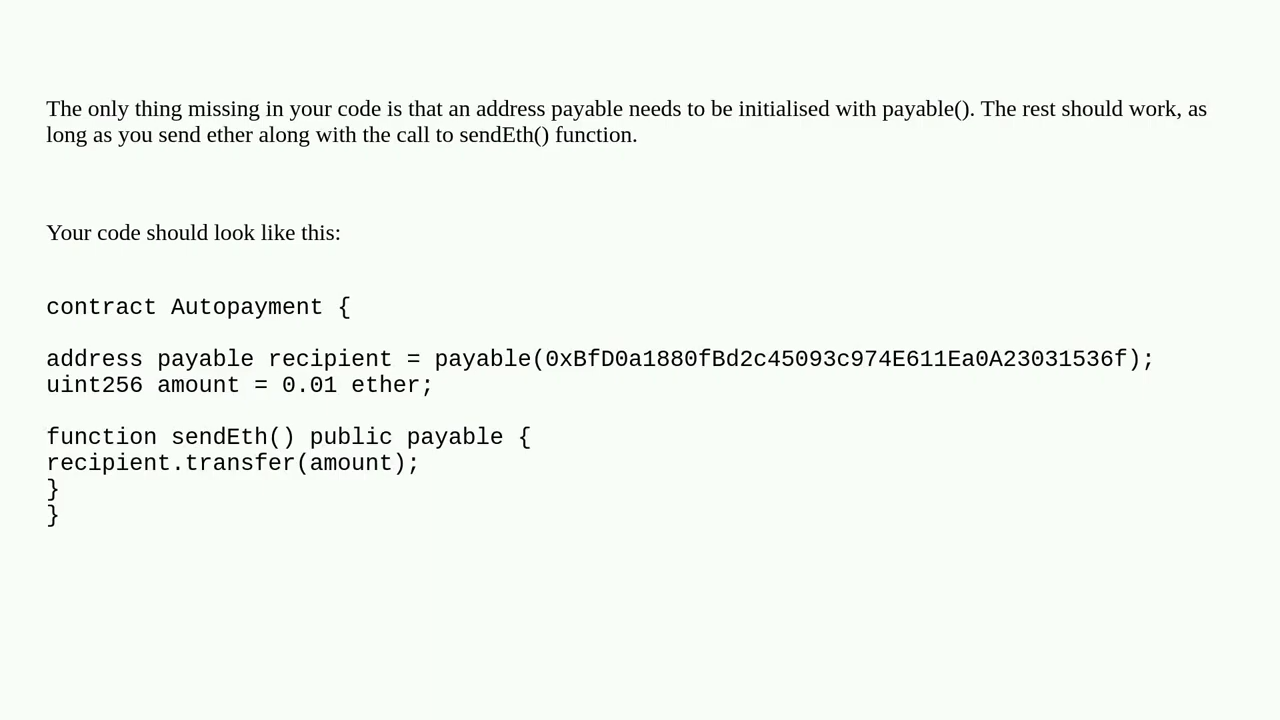 The only thing missing in your code is that an address payable needs to be initialised with payable(). The rest should work, as
long as you send ether along with the call to sendEth() function.
Your code should look like this:
contract Autopayment {
address payable recipient = payable(0xBfD0a1880fBd2c45093c974E611Ea0A23031536f);
uint256 amount = 0.01 ether;
function sendEth() public payable {
recipient.transfer(amount);
}
}